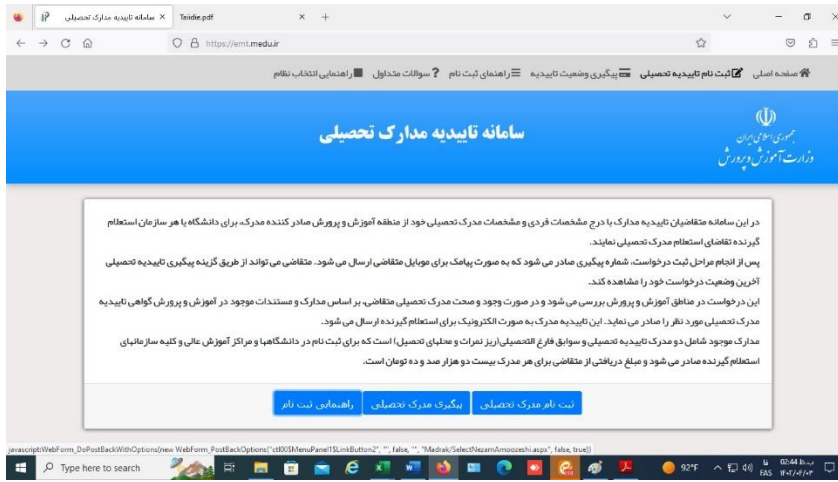 سامانه تاییدیه مدارک تحصیلی
Taiidie.pdf
https://emt.medu.ir
صفحه اصلی ثبت نام تاییدیه تحصیلی پیگیری وضعیت تاییدیه راهنمای ثبت نام سوالات متداول راهنمایی انتخاب نظام
جمهوری اسلامی ایران
وزارت آموزش و پرورش
سامانه تاییدیه مدارک تحصیلی
در این سامانه متقاضیان تاییدیه مدارک با درج مشخصات فردی و مشخصات مدرک تحصیلی خود از منطقه آموزش و پرورش صادر کننده مدرک، برای دانشگاه یا هر سازمان استعلام
گیرنده تقاضای استعلام مدرک تحصیلی نمایند.
پس از انجام مراحل ثبت درخواست، شماره پیگیری صادر می شود که به صورت پیامک برای موبایل متقاضی ارسال می شود. متقاضی می تواند از طریق گزینه پیگیری تاییدیه تحصیلی
آخرین وضعیت درخواست خود را مشاهده کند.
این درخواست در مناطق آموزش و پرورش بررسی می شود و در صورت وجود و صحت مدرک تحصیلی متقاضی، بر اساس مدارک و مستندات موجود در آموزش و پرورش گواهی تاییدیه
مدرک تحصیلی مورد نظر را صادر می نماید. این تاییدیه مدرک به صورت الکترونیک برای استعلام گیرنده ارسال می شود.
مدارک موجود شامل دو مدرک تاییدیه تحصیلی و سوابق فارغ التحصیلی(ریز نمرات و محلهای تحصیل) است که برای ثبت نام در دانشگاهها و مراکز آموزش عالی و کلیه سازمانهای
استعلام گیرنده صادر می شود و مبلغ دریافتی از متقاضی برای هر مدرک بیست دو هزار صد و ده تومان است.
ثبت نام مدرک تحصیلی پیگیری مدرک تحصیلی راهنمایی ثبت نام
javascript:WebForm_DoPostBackWithOptions(new WebForm_PostBackOptions("ctl00$MenuPanel1$LinkButton2", "", false, "", "Madrak/SelectNezamAmoozeshi.aspx", false, true))
Type here to search
92°F
FAS
02:44 ب.ظ
۱۴۰۲/۰۴/۰۳